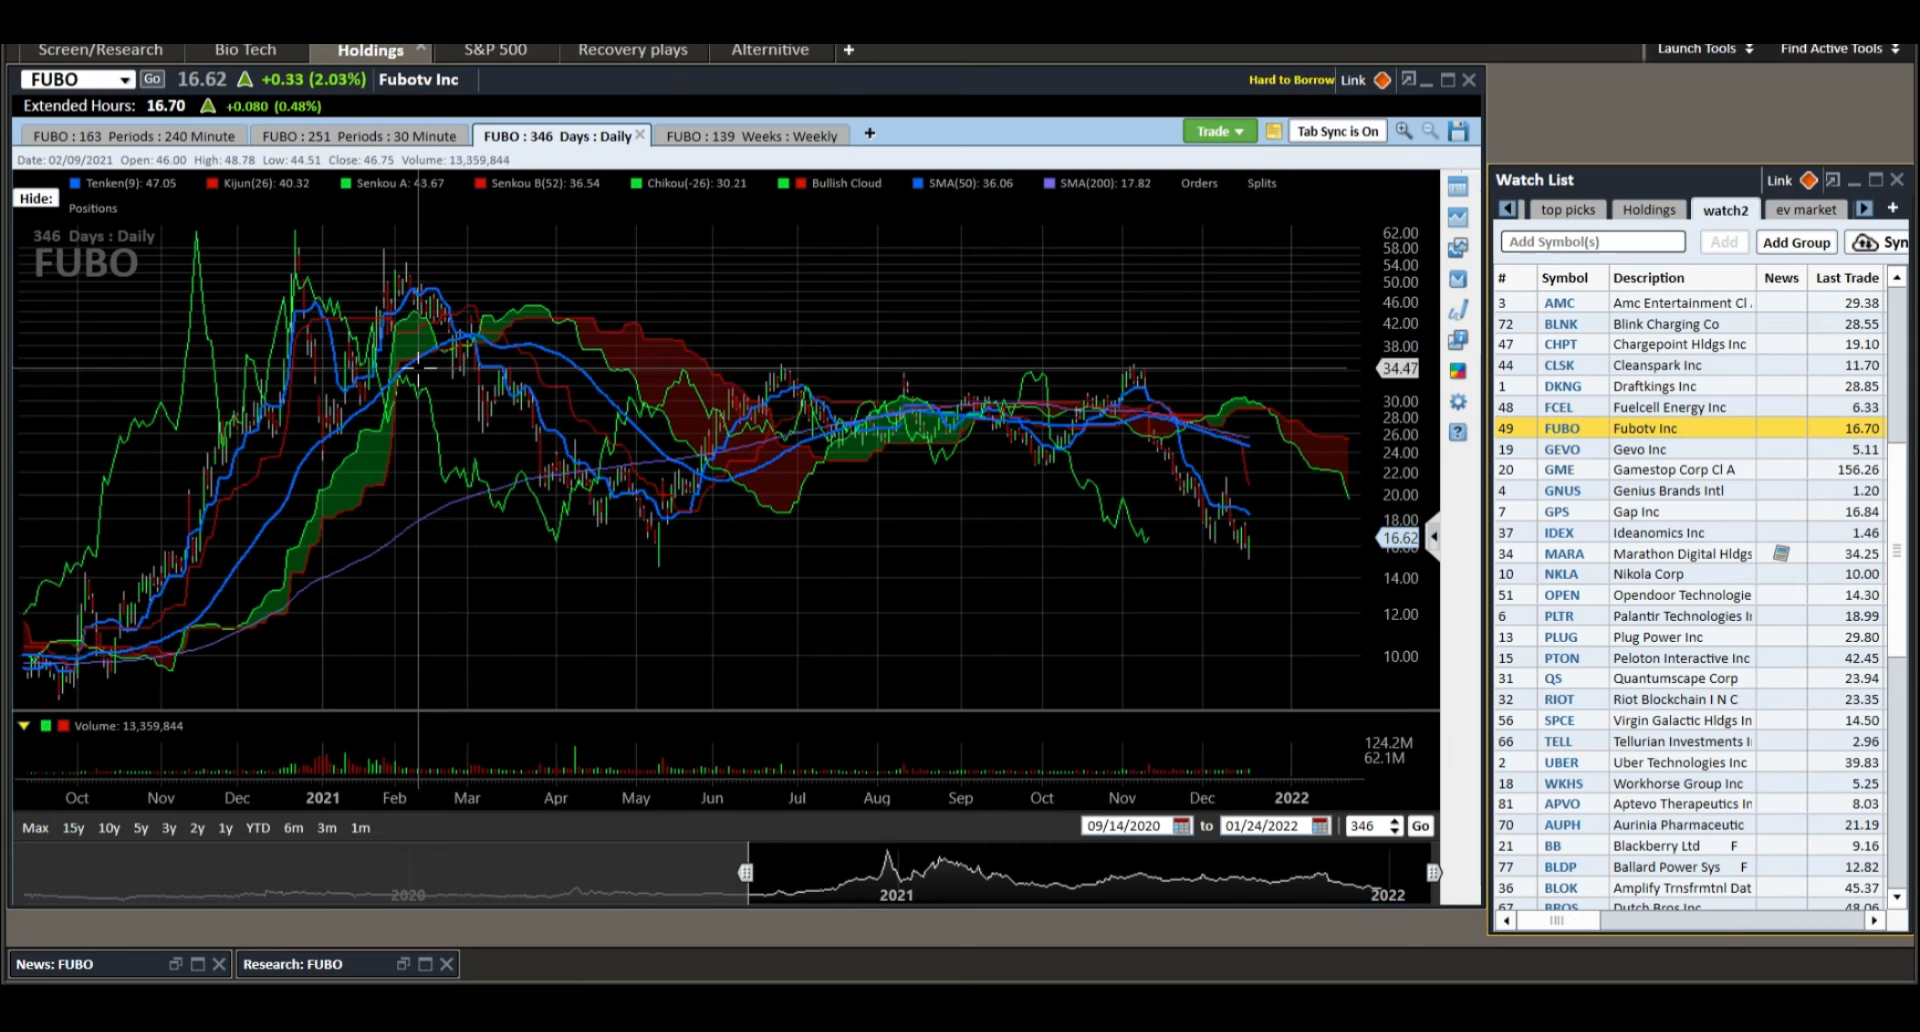 Screen/Research Bio Tech Holdings S&P 500 Recovery plays Alternitive + Launch Tools Find Active Tools
FUBO Go 16.62 +0.33 (2.03%) Fubotv Inc Hard to Borrow Link
Extended Hours: 16.70 +0.080 (0.48%)
FUBO : 163 Periods : 240 Minute FUBO : 251 Periods : 30 Minute FUBO : 346 Days : Daily FUBO : 139 Weeks : Weekly + Trade Tab Sync is On
Date: 02/09/2021 Open: 46.00 High: 48.78 Low: 44.51 Close: 46.75 Volume: 13,359,844
Hide: Tenken(9): 47.05 Kijun(26): 40.32 Senkou A: 43.67 Senkou B(52): 36.54 Chikou(-26): 30.21 Bullish Cloud SMA(50): 36.06 SMA(200): 17.82 Orders Splits
Positions
346 Days : Daily
FUBO
62.00
58.00
54.00
50.00
46.00
42.00
38.00
34.47
30.00
28.00
26.00
24.00
22.00
20.00
18.00
16.62
16.00
14.00
12.00
10.00
Volume: 13,359,844
124.2M
62.1M
Oct Nov Dec 2021 Feb Mar Apr May Jun Jul Aug Sep Oct Nov Dec 2022
Max 15y 10y 5y 3y 2y 1y YTD 6m 3m 1m 09/14/2020 to 01/24/2022 346 Go
2020 2021 2022
Watch List Link
top picks Holdings watch2 ev market +
Add Symbol(s) Add Add Group Syn
# Symbol Description News Last Trade
3 AMC Amc Entertainment Cl 29.38
72 BLNK Blink Charging Co 28.55
47 CHPT Chargepoint Hldgs Inc 19.10
44 CLSK Cleanspark Inc 11.70
1 DKNG Draftkings Inc 28.85
48 FCEL Fuelcell Energy Inc 6.33
49 FUBO Fubotv Inc 16.70
19 GEVO Gevo Inc 5.11
20 GME Gamestop Corp Cl A 156.26
4 GNUS Genius Brands Intl 1.20
7 GPS Gap Inc 16.84
37 IDEX Ideanomics Inc 1.46
34 MARA Marathon Digital Hldgs 34.25
10 NKLA Nikola Corp 10.00
51 OPEN Opendoor Technologie 14.30
6 PLTR Palantir Technologies I 18.99
13 PLUG Plug Power Inc 29.80
15 PTON Peloton Interactive Inc 42.45
31 QS Quantumscape Corp 23.94
32 RIOT Riot Blockchain I N C 23.35
56 SPCE Virgin Galactic Hldgs In 14.50
66 TELL Tellurian Investments I 2.96
2 UBER Uber Technologies Inc 39.83
18 WKHS Workhorse Group Inc 5.25
81 APVO Aptevo Therapeutics In 8.03
70 AUPH Aurinia Pharmaceutic 21.19
21 BB Blackberry Ltd F 9.16
77 BLDP Ballard Power Sys F 12.82
36 BLOK Amplify Trnsfrmtnl Dat 45.37
67 BROS Dutch Bros Inc 48.06
News: FUBO Research: FUBO